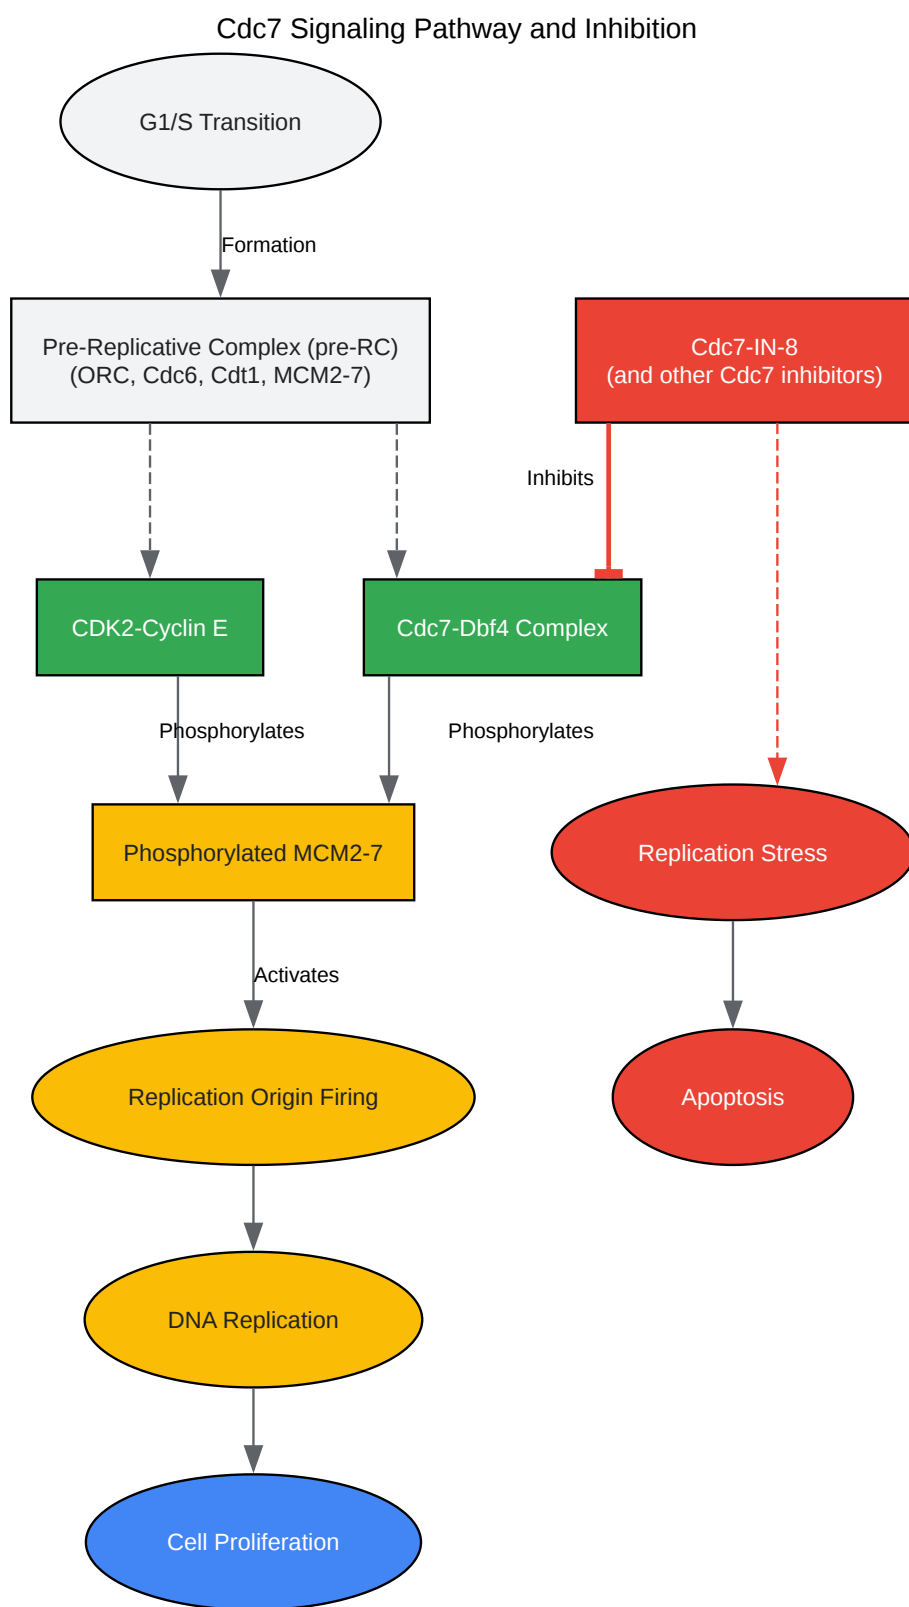 Cdc7 Signaling Pathway and Inhibition
G1/S Transition
Formation
Pre-Replicative Complex (pre-RC)
(ORC, Cdc6, Cdt1, MCM2-7)
Cdc7-IN-8
(and other Cdc7 inhibitors)
Inhibits
CDK2-Cyclin E
Cdc7-Dbf4 Complex
Phosphorylates
Phosphorylates
Phosphorylated MCM2-7
Replication Stress
Activates
Replication Origin Firing
Apoptosis
DNA Replication
Cell Proliferation